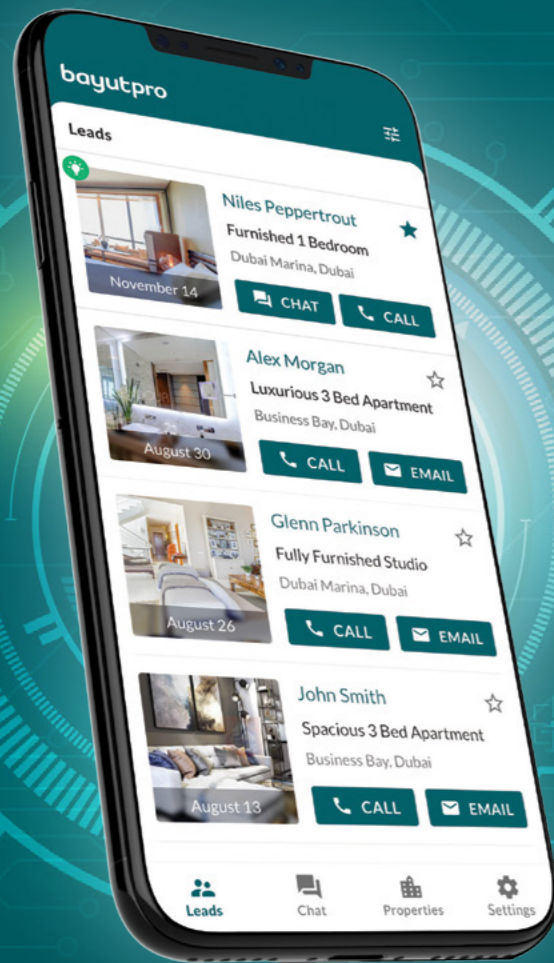 bayutpro
Leads
Niles Peppertrout
Furnished 1 Bedroom
Dubai Marina, Dubai
November 14
CHAT
CALL
Alex Morgan
Luxurious 3 Bed Apartment
Business Bay, Dubai
August 30
CALL
EMAIL
Glenn Parkinson
Fully Furnished Studio
Dubai Marina, Dubai
August 26
CALL
EMAIL
John Smith
Spacious 3 Bed Apartment
Business Bay, Dubai
August 13
CALL
EMAIL
Leads
Chat
Properties
Settings